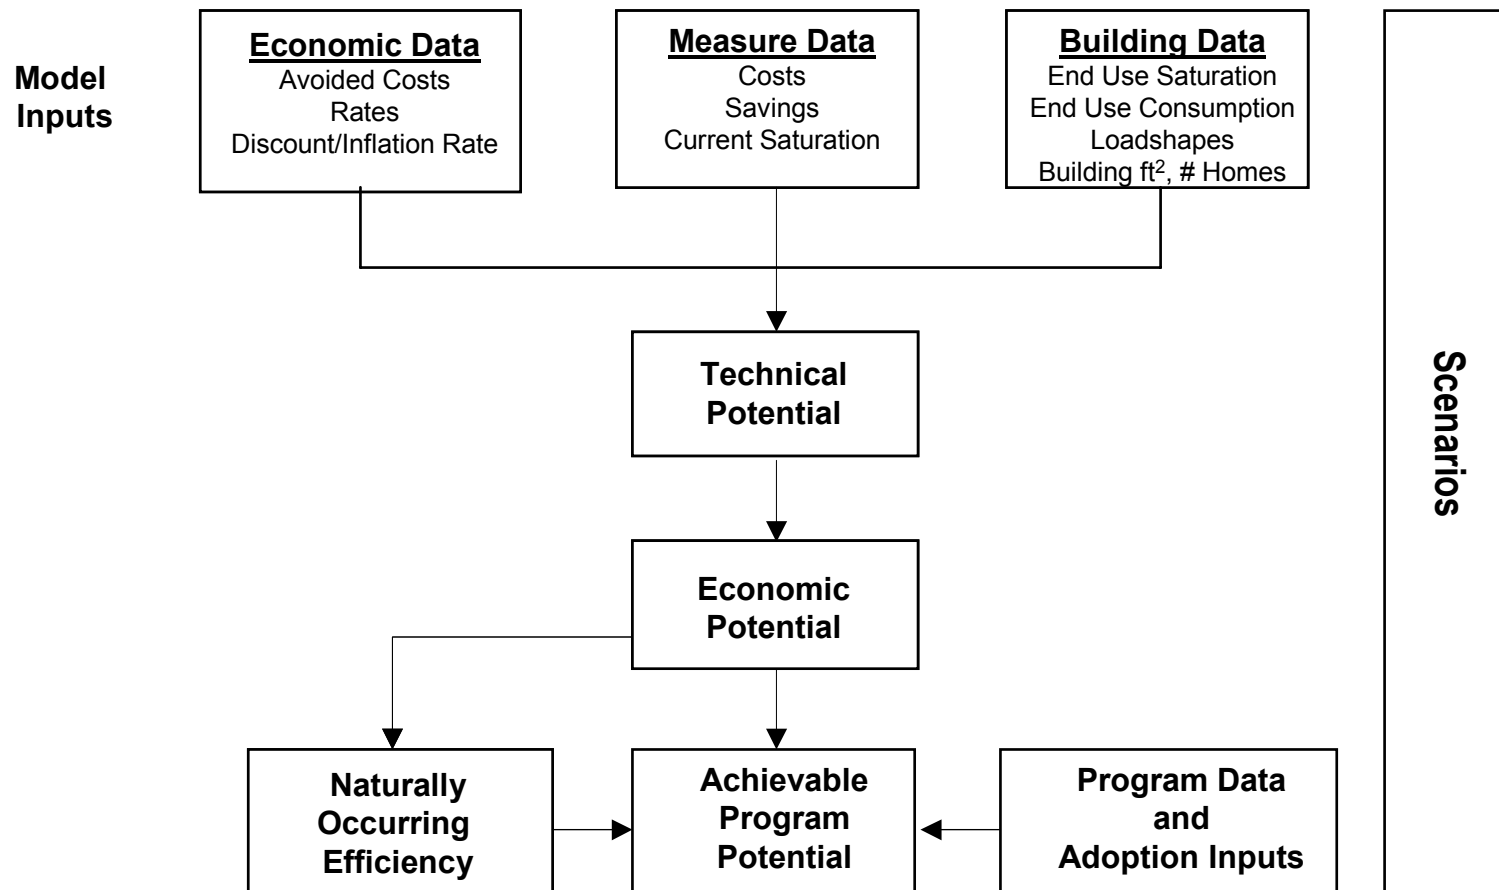 Model
Inputs
Economic Data
Avoided Costs
Rates
Discount/Inflation Rate
Measure Data
Costs
Savings
Current Saturation
Building Data
End Use Saturation
End Use Consumption
Loadshapes
Building ft², # Homes
Scenarios
Technical
Potential
Economic
Potential
Naturally
Occurring
Efficiency
Achievable
Program
Potential
Program Data
and
Adoption Inputs